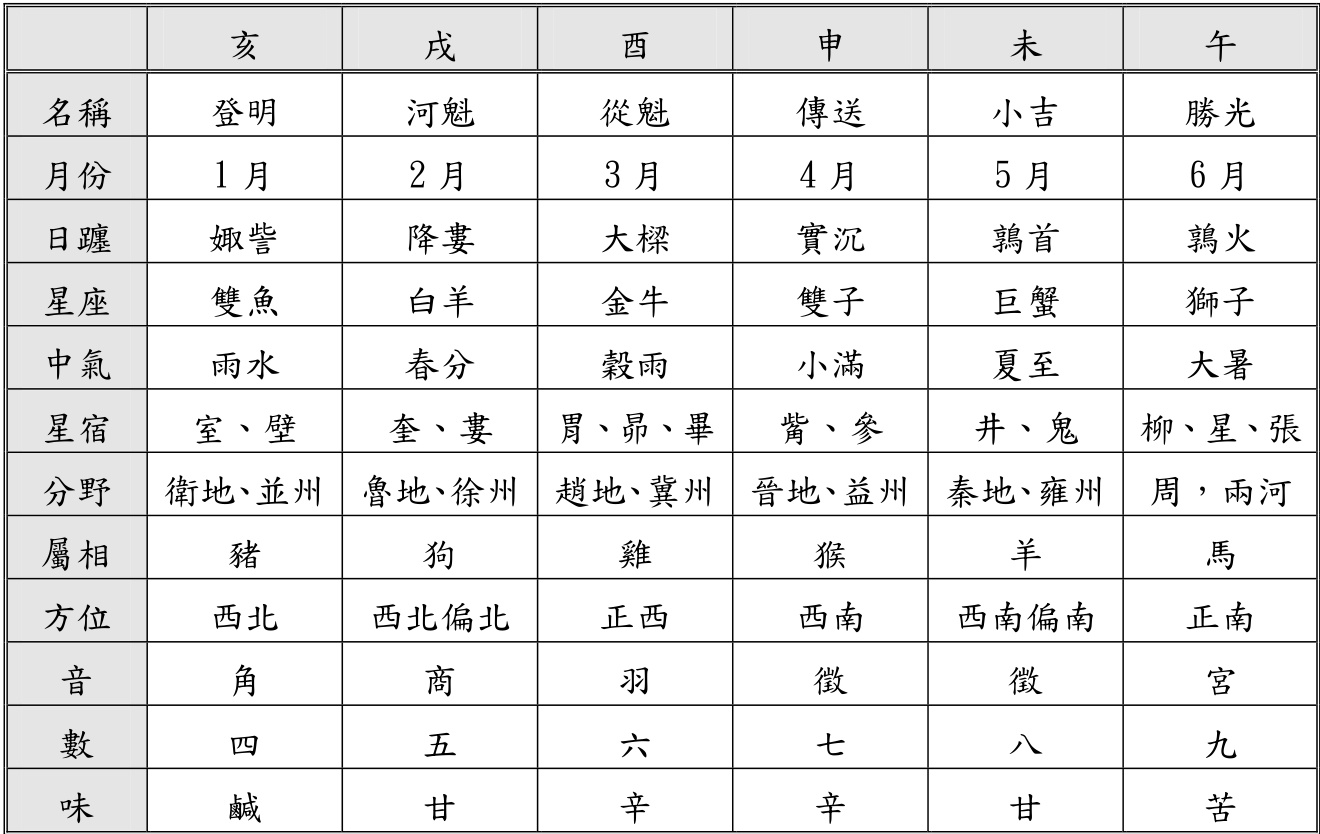 亥 戌 酉 申 未 午
名稱 登明 河魁 從魁 傳送 小吉 勝光
月份 1月 2月 3月 4月 5月 6月
日躔 娵訾 降婁 大樑 實沉 鶉首 鶉火
星座 雙魚 白羊 金牛 雙子 巨蟹 獅子
中氣 雨水 春分 穀雨 小滿 夏至 大暑
星宿 室、壁 奎、婁 胃、昴、畢 觜、參 井、鬼 柳、星、張
分野 衛地、並州 魯地、徐州 趙地、冀州 晉地、益州 秦地、雍州 周，兩河
屬相 豬 狗 雞 猴 羊 馬
方位 西北 西北偏北 正西 西南 西南偏南 正南
音 角 商 羽 徵 徵 宮
數 四 五 六 七 八 九
味 鹹 甘 辛 辛 甘 苦